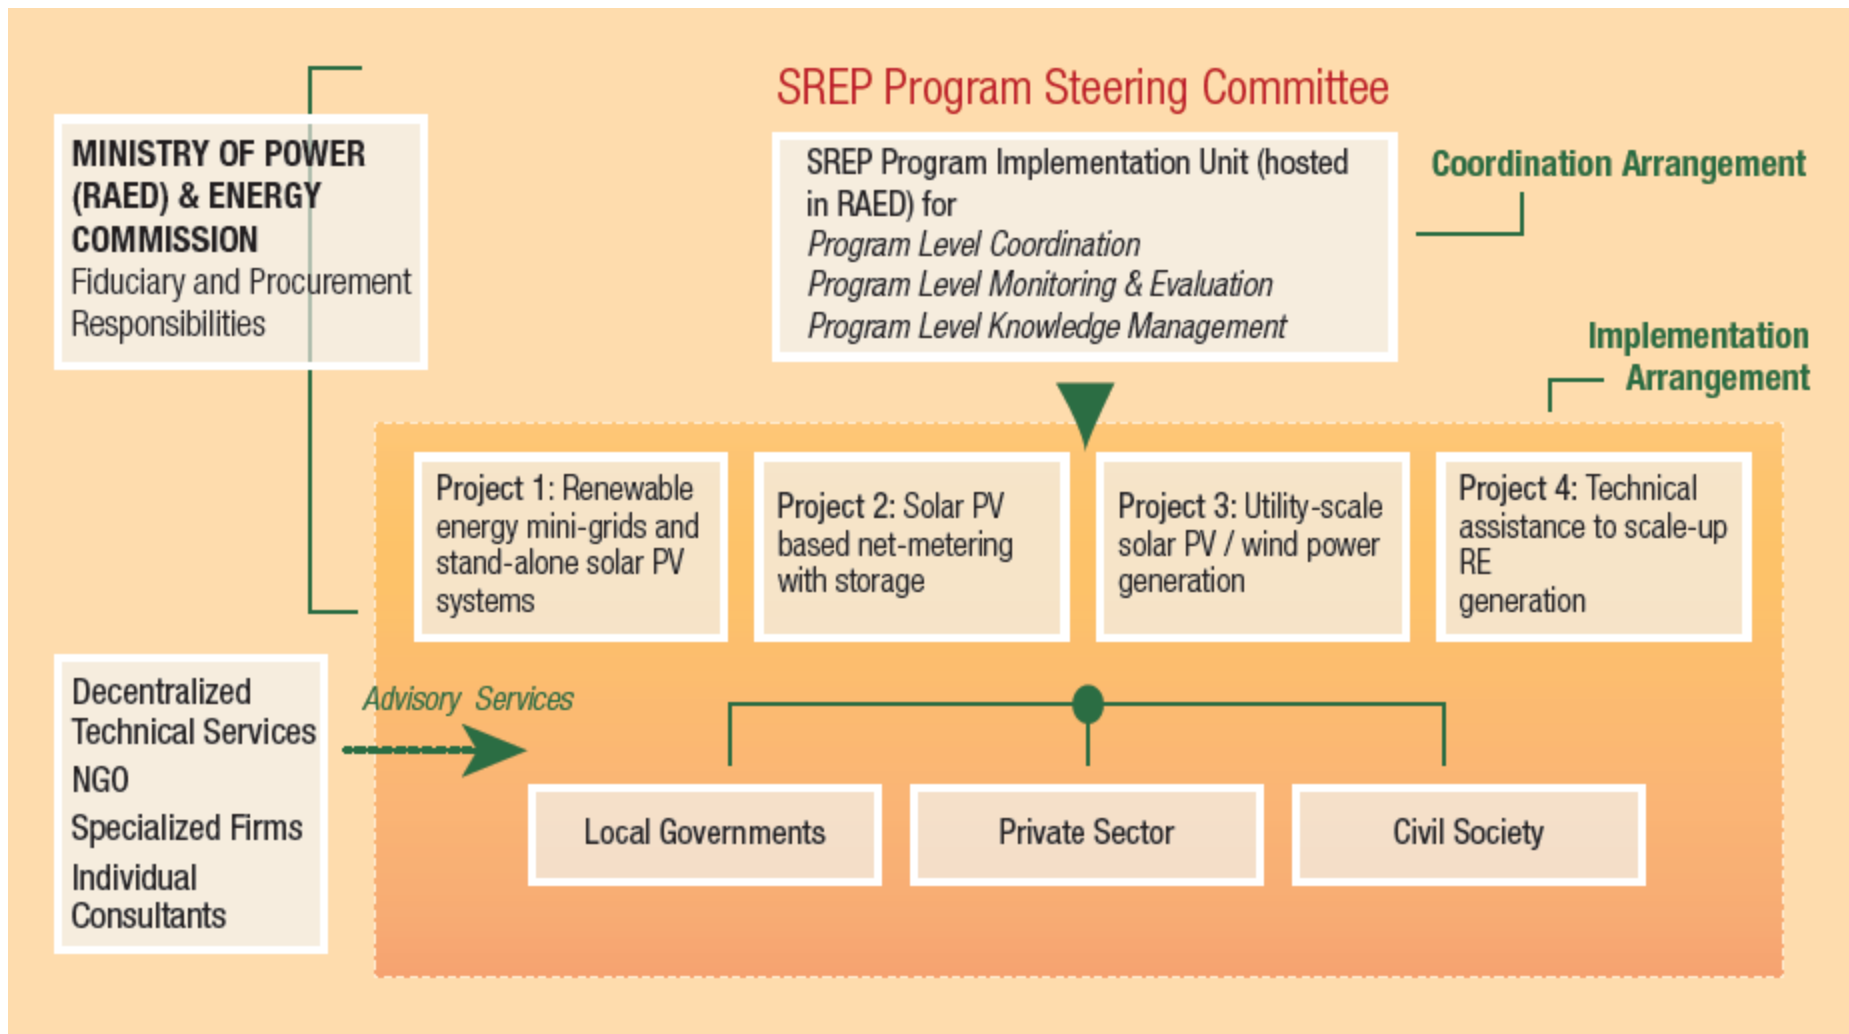 SREP Program Steering Committee
MINISTRY OF POWER
(RAED) & ENERGY
COMMISSION
Fiduciary and Procurement
Responsibilities
SREP Program Implementation Unit (hosted
in RAED) for
Program Level Coordination
Program Level Monitoring & Evaluation
Program Level Knowledge Management
Coordination Arrangement
Implementation
Arrangement
Project 1: Renewable
energy mini-grids and
stand-alone solar PV
systems
Project 2: Solar PV
based net-metering
with storage
Project 3: Utility-scale
solar PV / wind power
generation
Project 4: Technical
assistance to scale-up
RE
generation
Decentralized
Technical Services
NGO
Specialized Firms
Individual
Consultants
Advisory Services
Local Governments
Private Sector
Civil Society